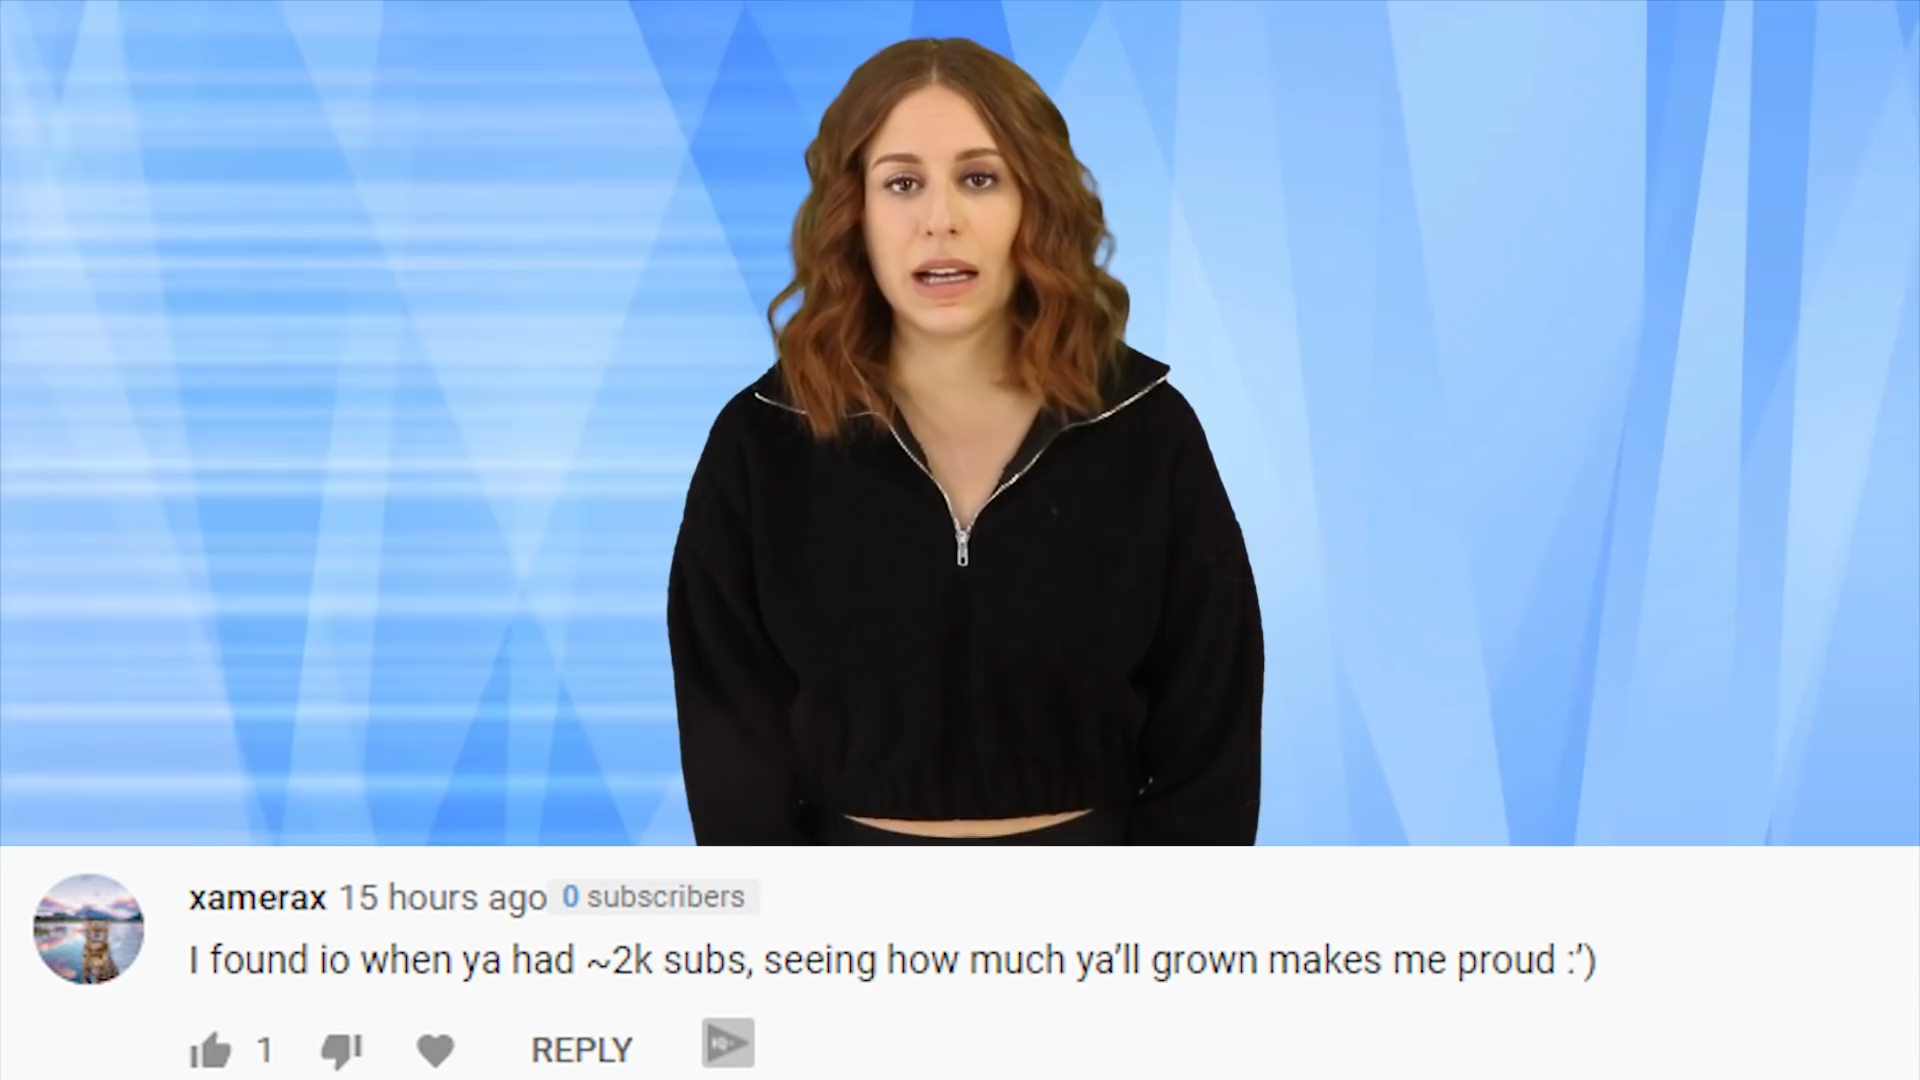 xamerax 15 hours ago 0 subscribers
I found io when ya had ~2k subs, seeing how much ya’ll grown makes me proud :’)
1 REPLY